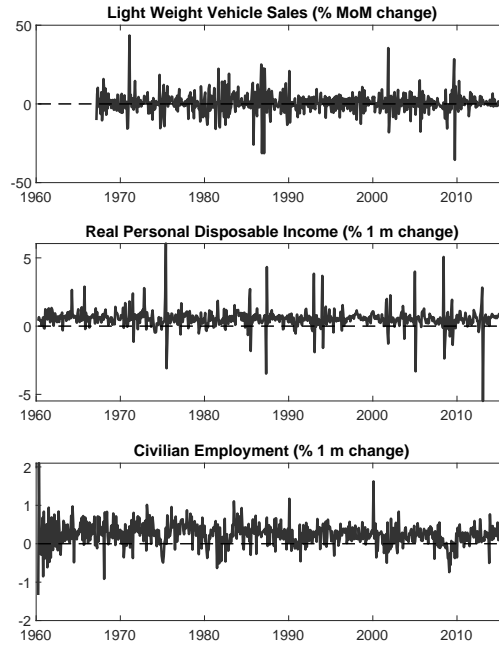 Light Weight Vehicle Sales (% MoM change)
50
0
-50
1960 1970 1980 1990 2000 2010
Real Personal Disposable Income (% 1 m change)
5
0
-5
1960 1970 1980 1990 2000 2010
Civilian Employment (% 1 m change)
2
1
0
-1
-2
1960 1970 1980 1990 2000 2010